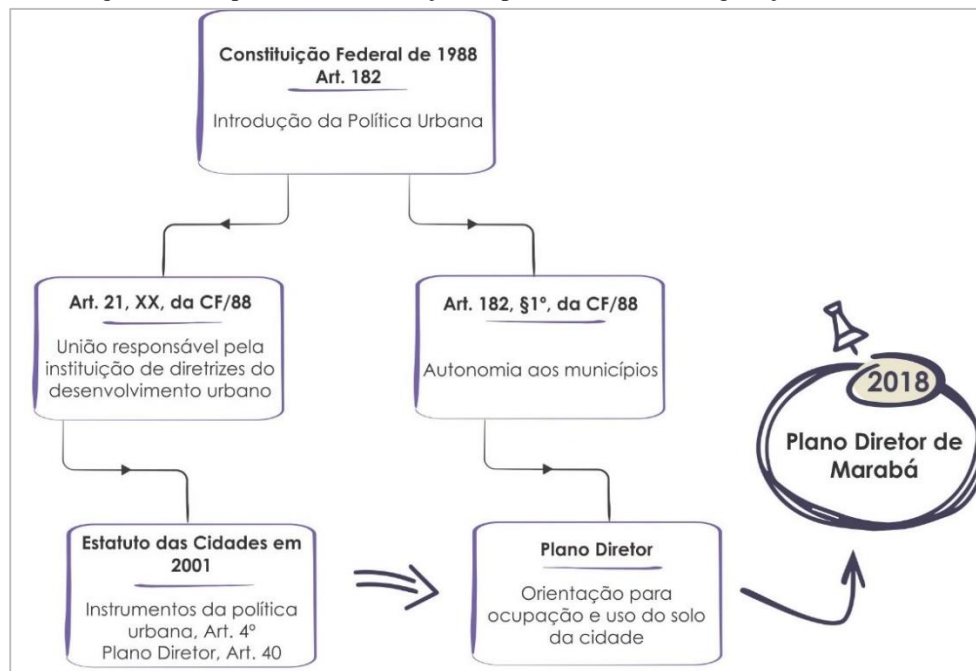 Constituição Federal de 1988
Art. 182
Introdução da Política Urbana
Art. 21, XX, da CF/88
União responsável pela
instituição de diretrizes do
desenvolvimento urbano
Art. 182, §1º, da CF/88
Autonomia aos municípios
2018
Plano Diretor de
Marabá
Estatuto das Cidades em
2001
Instrumentos da política
urbana, Art. 4º
Plano Diretor, Art. 40
Plano Diretor
Orientação para
ocupação e uso do solo
da cidade